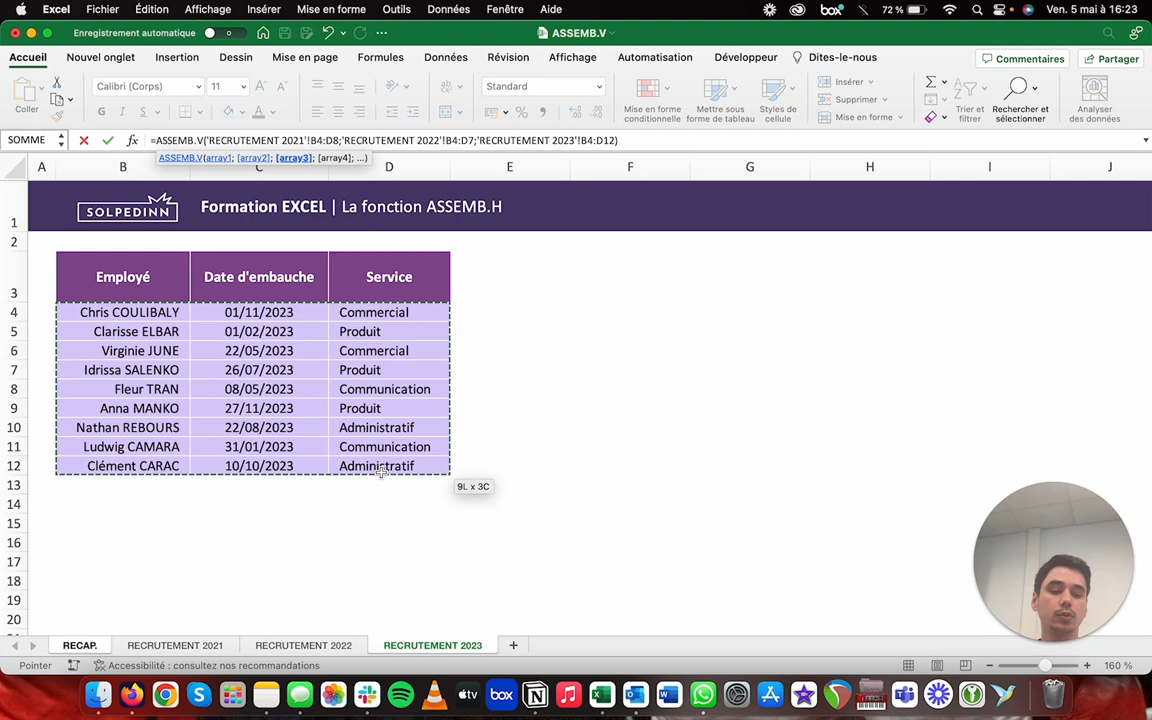 Excel Fichier Édition Affichage Insérer Mise en forme Outils Données Fenêtre Aide box 72 % Ven. 5 mai à 16:23
Enregistrement automatique ASSEMB.V
Accueil Nouvel onglet Insertion Dessin Mise en page Formules Données Révision Affichage Automatisation Développeur Dites-le-nous Commentaires Partager
Coller
Calibri (Corps) 11
G I S
Standard
Mise en forme conditionnelle
Mettre sous forme de tableau
Styles de cellule
Insérer
Supprimer
Mise en forme
Trier et filtrer
Rechercher et sélectionner
Analyser des données
SOMME fx =ASSEMB.V('RECRUTEMENT 2021'!B4:D8;'RECRUTEMENT 2022'!B4:D7;'RECRUTEMENT 2023'!B4:D12)
ASSEMB.V(array1; [array2]; [array3]; [array4]; ...)
A B C D E F G H I J
1 SOLPEDINN Formation EXCEL | La fonction ASSEMB.H
2
3 Employé Date d'embauche Service
4 Chris COULIBALY 01/11/2023 Commercial
5 Clarisse ELBAR 01/02/2023 Produit
6 Virginie JUNE 22/05/2023 Commercial
7 Idrissa SALENKO 26/07/2023 Produit
8 Fleur TRAN 08/05/2023 Communication
9 Anna MANKO 27/11/2023 Produit
10 Nathan REBOURS 22/08/2023 Administratif
11 Ludwig CAMARA 31/01/2023 Communication
12 Clément CARAC 10/10/2023 Administratif
13 9L x 3C
14
15
16
17
18
19
20
RECAP. RECRUTEMENT 2021 RECRUTEMENT 2022 RECRUTEMENT 2023
Pointer Accessibilité : consultez nos recommandations 160 %
tv box